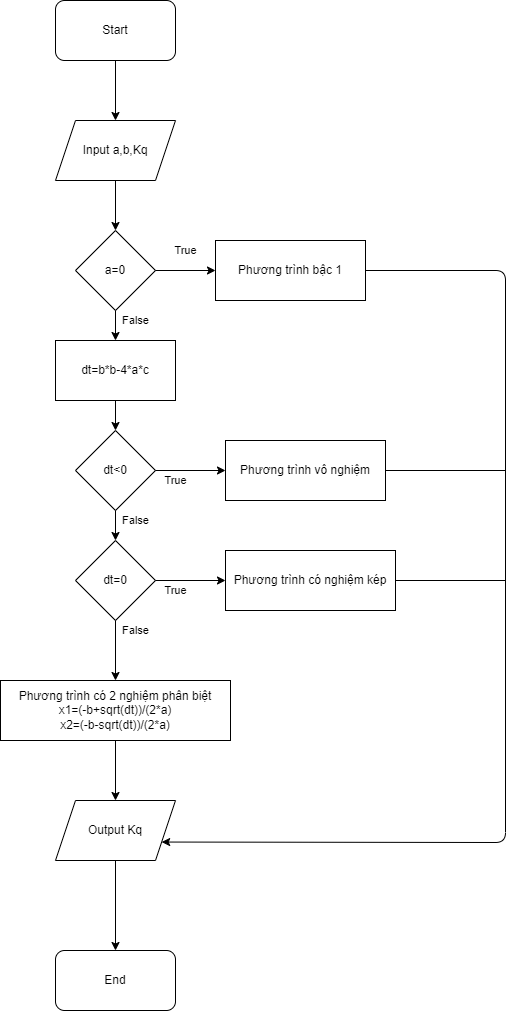 Start
Input a,b,Kq
a=0
True
Phương trình bậc 1
False
dt=b*b-4*a*c
dt<0
True
Phương trình vô nghiệm
False
dt=0
True
Phương trình có nghiệm kép
False
Phương trình có 2 nghiệm phân biệt
x1=(-b+sqrt(dt))/(2*a)
x2=(-b-sqrt(dt))/(2*a)
Output Kq
End